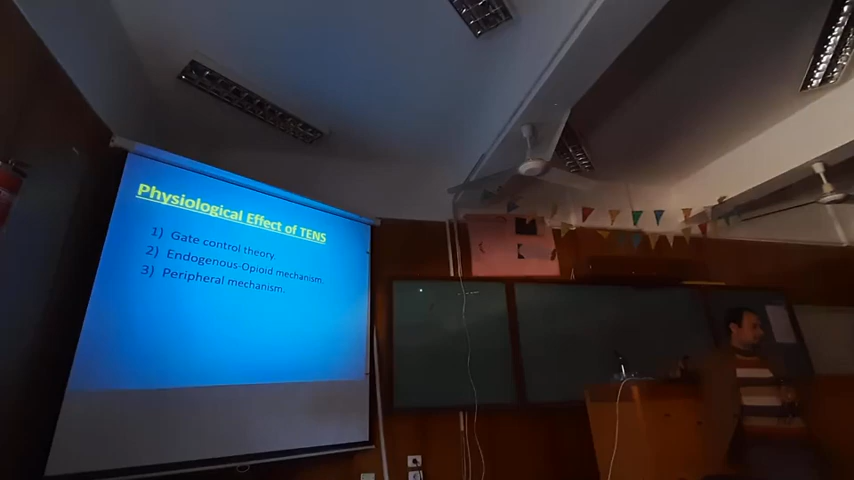 Physiological Effect of TENS
1) Gate control theory.
2) Endogenous-Opioid mechanism.
3) Peripheral mechanism.